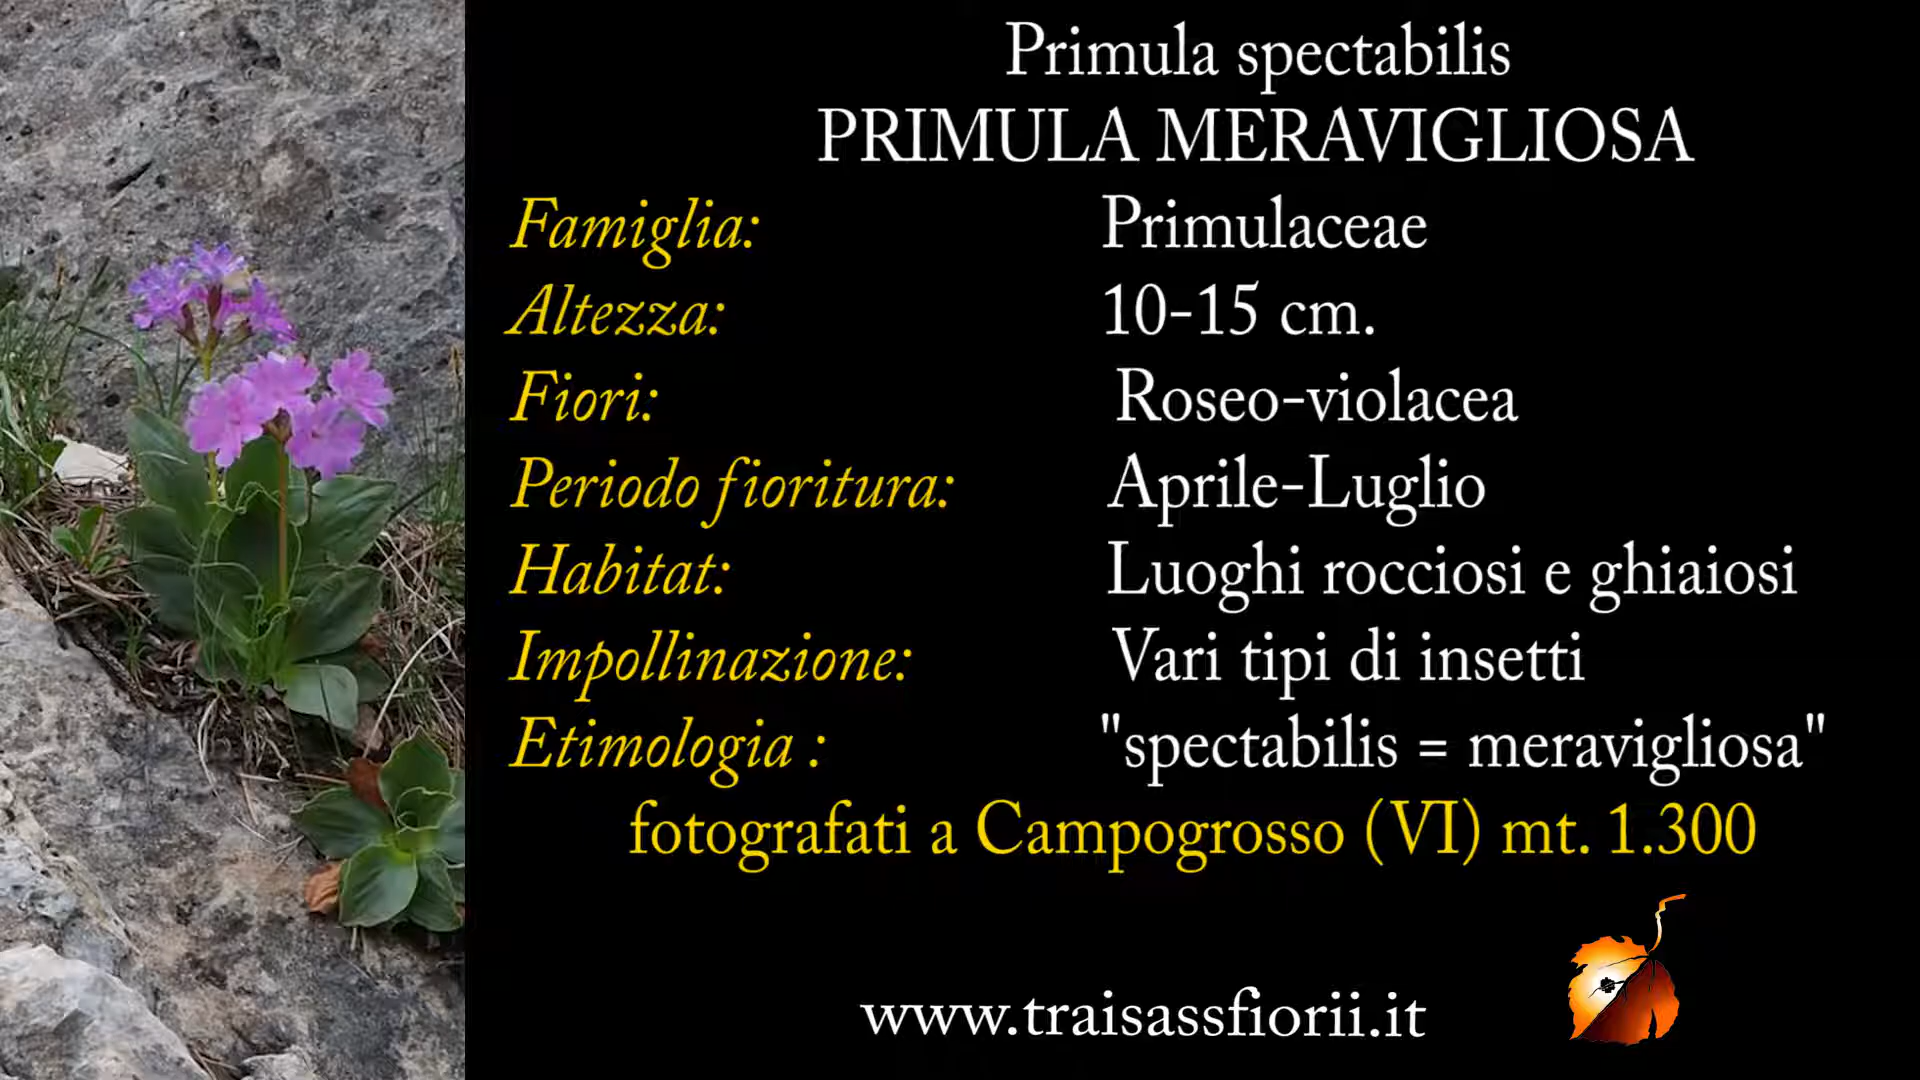 Primula spectabilis
PRIMULA MERAVIGLIOSA
Famiglia: Primulaceae
Altezza: 10-15 cm.
Fiori: Roseo-violacea
Periodo fioritura: Aprile-Luglio
Habitat: Luoghi rocciosi e ghiaiosi
Impollinazione: Vari tipi di insetti
Etimologia : "spectabilis = meravigliosa"
fotografati a Campogrosso (VI) mt. 1.300
www.traisassfiorii.it